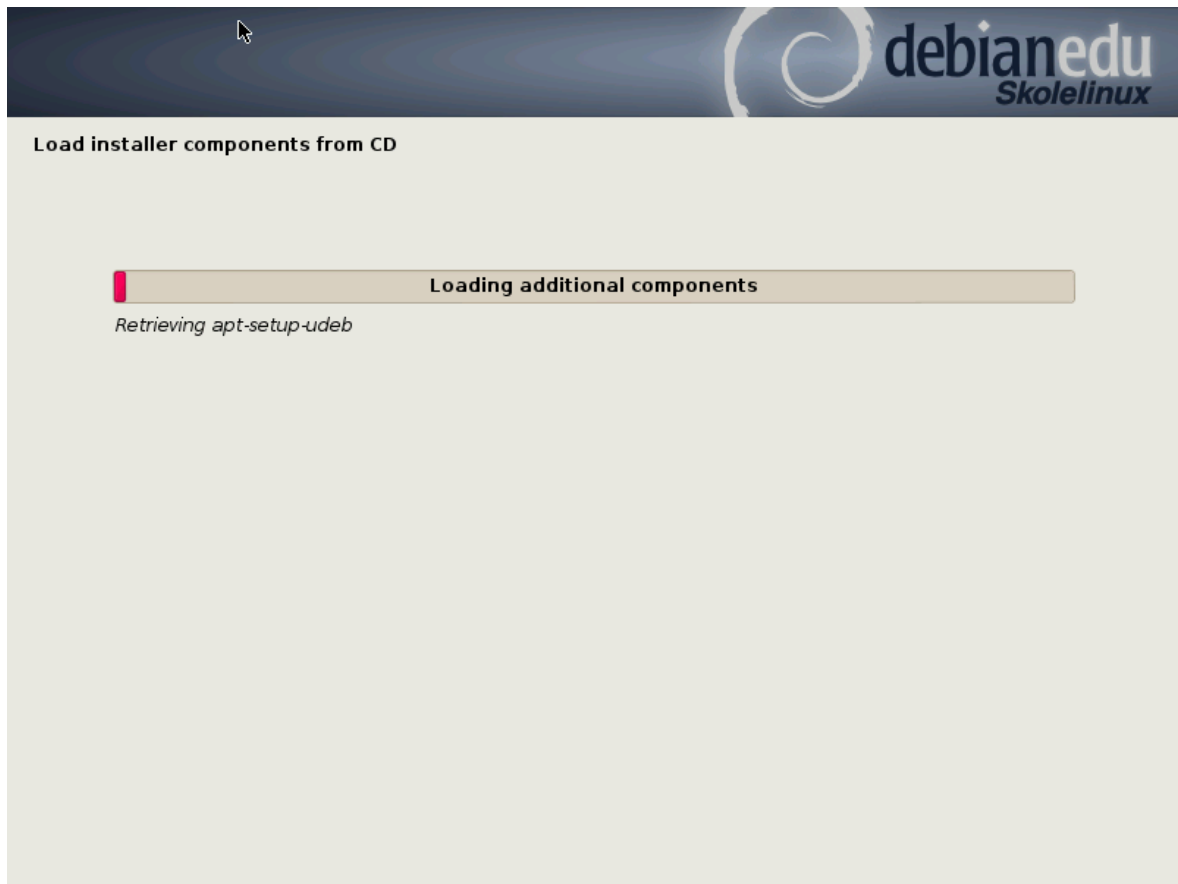 debianedu
Skolelinux
Load installer components from CD
Loading additional components
Retrieving apt-setup-udeb